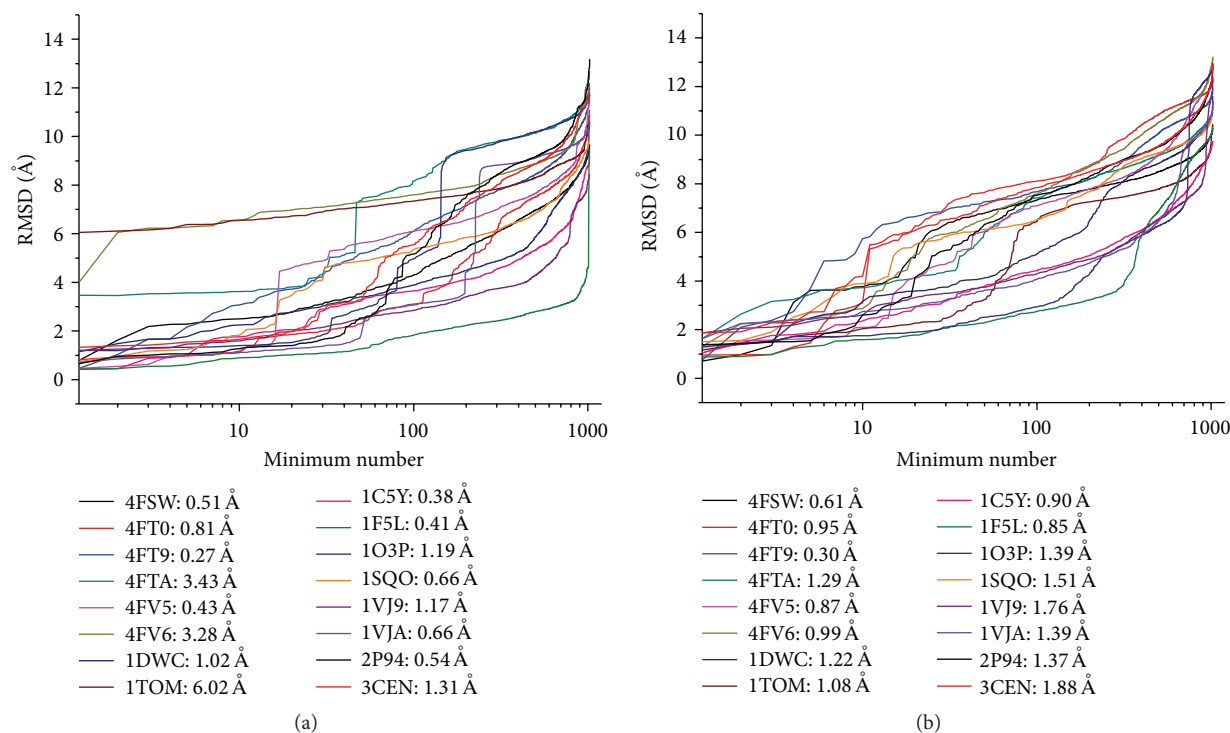 RMSD (Å)
14
12
10
8
6
4
2
0
10
100
1000
Minimum number
4FSW: 0.51 Å
4FT0: 0.81 Å
4FT9: 0.27 Å
4FTA: 3.43 Å
4FV5: 0.43 Å
4FV6: 3.28 Å
1DWC: 1.02 Å
1TOM: 6.02 Å
1C5Y: 0.38 Å
1F5L: 0.41 Å
1O3P: 1.19 Å
1SQO: 0.66 Å
1VJ9: 1.17 Å
1VJA: 0.66 Å
2P94: 0.54 Å
3CEN: 1.31 Å
(a)
RMSD (Å)
14
12
10
8
6
4
2
0
10
100
1000
Minimum number
4FSW: 0.61 Å
4FT0: 0.95 Å
4FT9: 0.30 Å
4FTA: 1.29 Å
4FV5: 0.87 Å
4FV6: 0.99 Å
1DWC: 1.22 Å
1TOM: 1.08 Å
1C5Y: 0.90 Å
1F5L: 0.85 Å
1O3P: 1.39 Å
1SQO: 1.51 Å
1VJ9: 1.76 Å
1VJA: 1.39 Å
2P94: 1.37 Å
3CEN: 1.88 Å
(b)